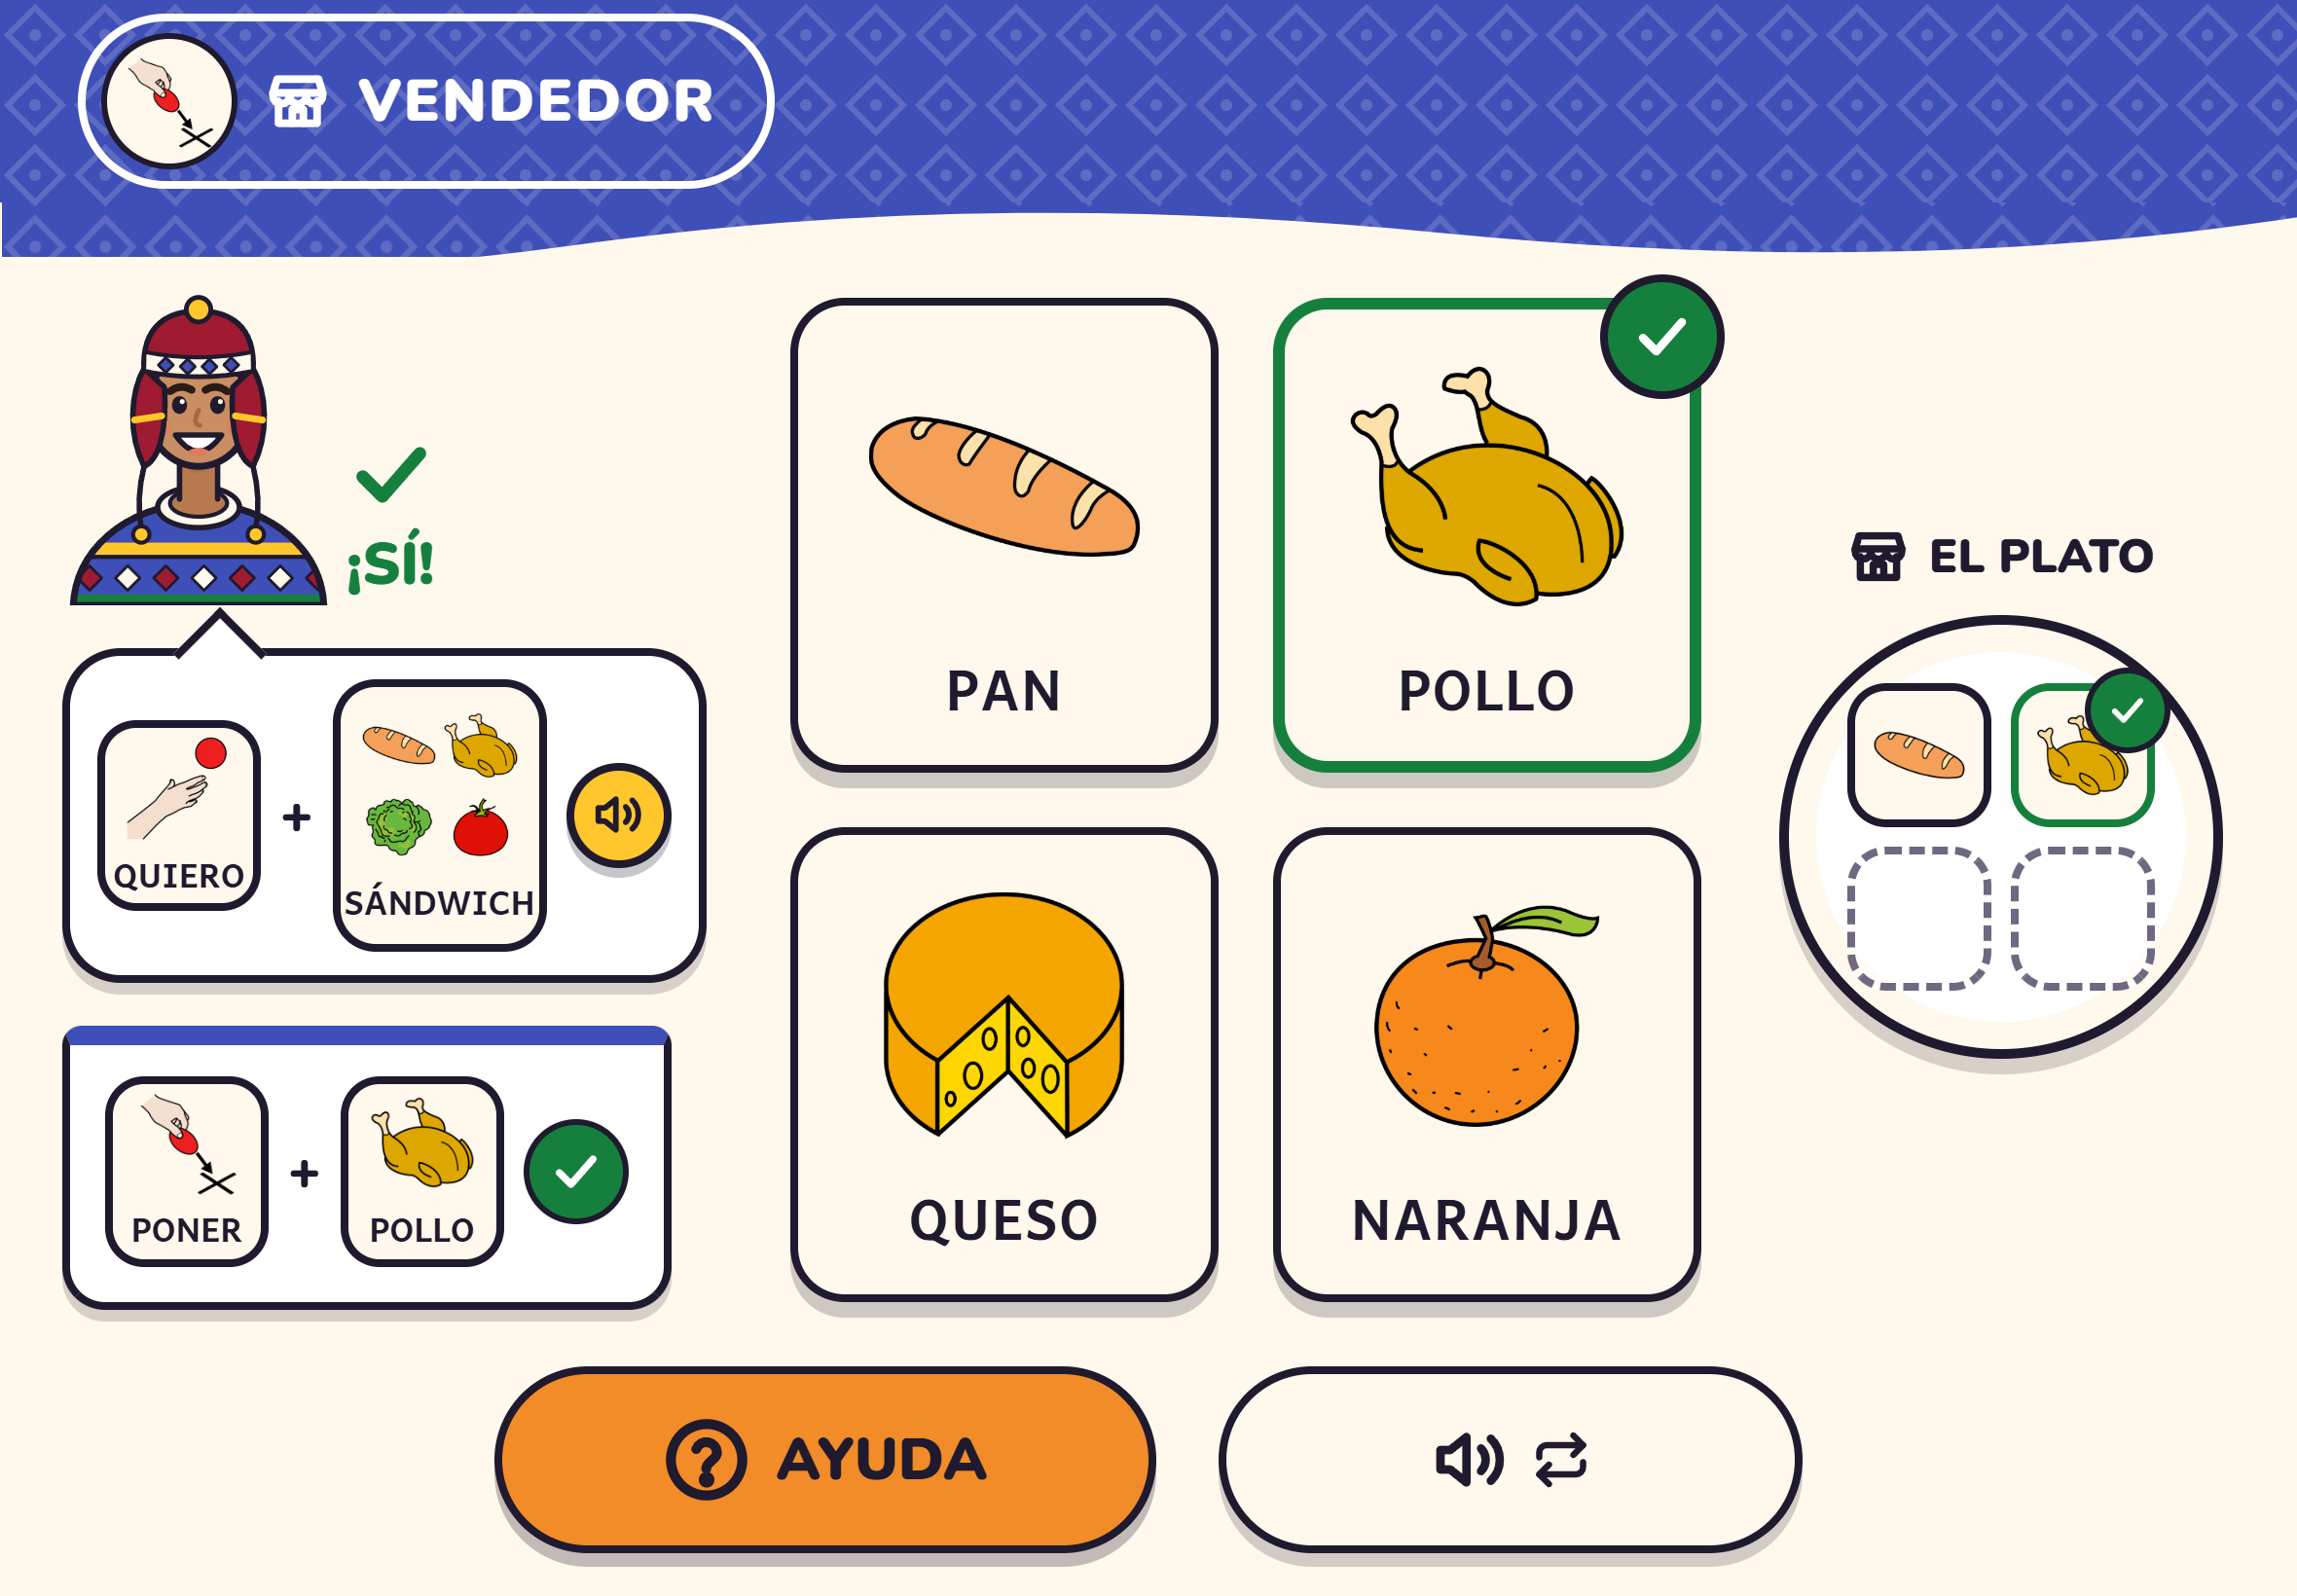 VENDEDOR
¡SÍ!
QUIERO
+
SÁNDWICH
PONER
+
POLLO
PAN
POLLO
QUESO
NARANJA
EL PLATO
AYUDA